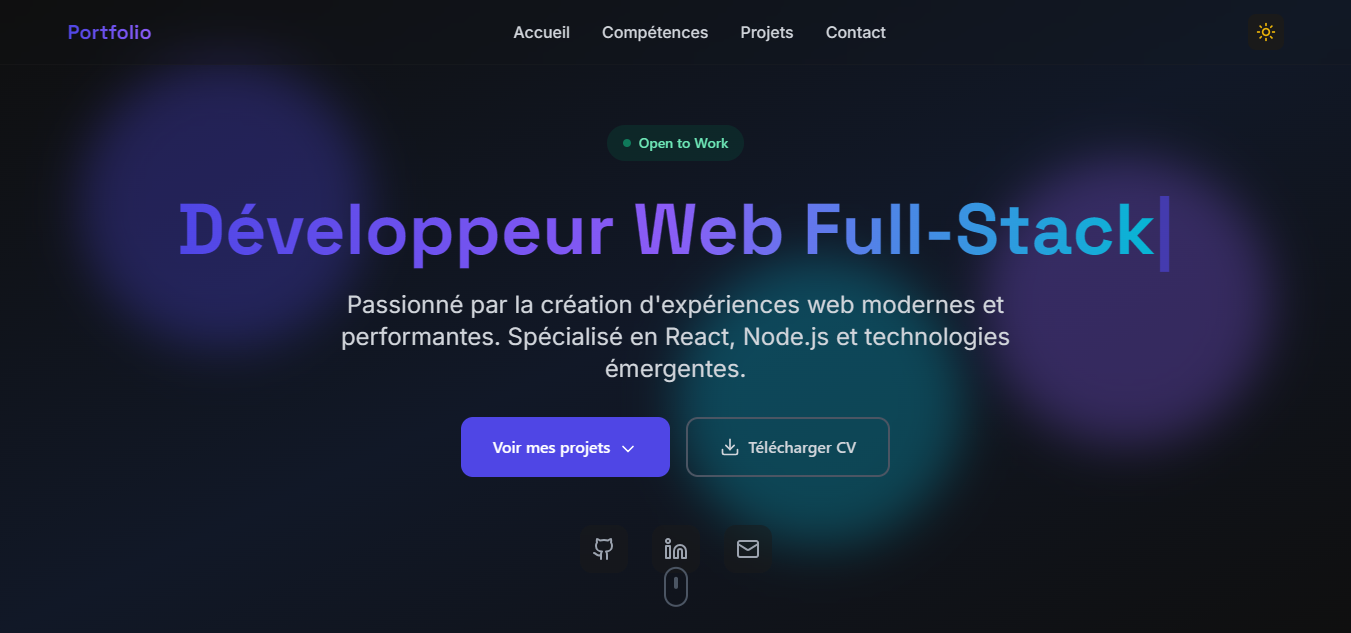 Portfolio
Accueil
Compétences
Projets
Contact
Open to Work
Développeur Web Full-Stack
Passionné par la création d'expériences web modernes et
performantes. Spécialisé en React, Node.js et technologies
émergentes.
Voir mes projets
Télécharger CV